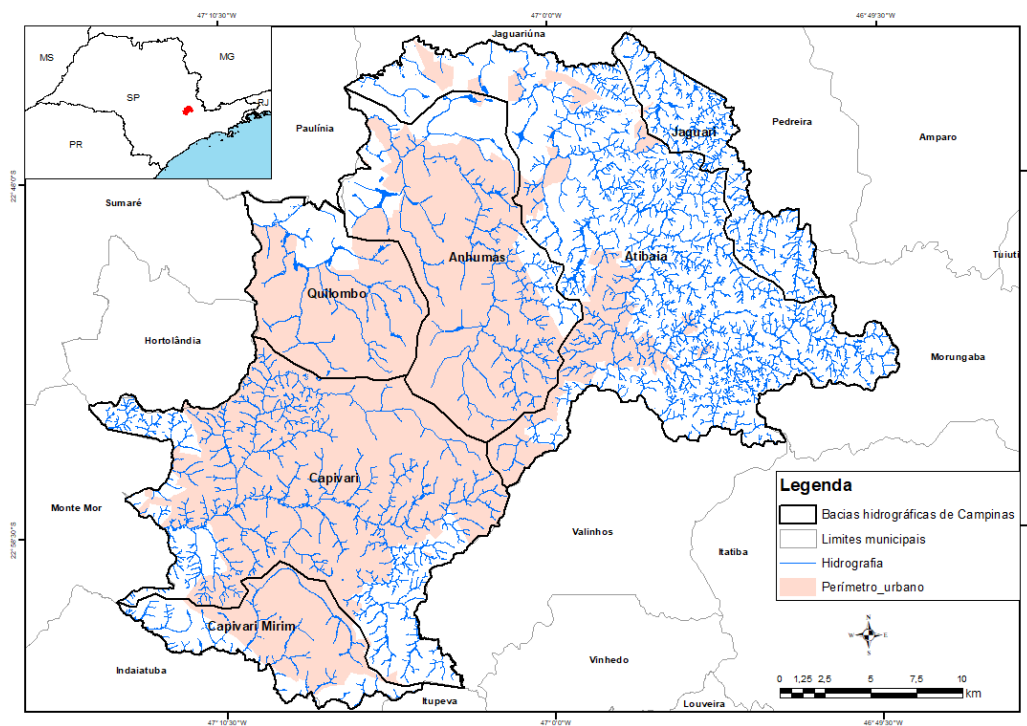 47°10'30"W
47°0'0"W
46°49'30"W
Jaguariúna
MS
MG
SP
RJ
PR
Paulínia
Pedreira
Jaguari
Amparo
22°48'0"S
Sumaré
Anhumas
Atibaia
Tuiuti
Quilombo
Hortolândia
Morungaba
Capivari
Legenda
Monte Mor
Bacias hidrográficas de Campinas
Valinhos
Limites municipais
Itatiba
Hidrografia
Perímetro_urbano
Capivari Mirim
N
W
E
S
Indaiatuba
Vinhedo
0 1,25 2,5 5 7,5 10
km
Itupeva
Louveira
47°10'30"W
47°0'0"W
46°49'30"W